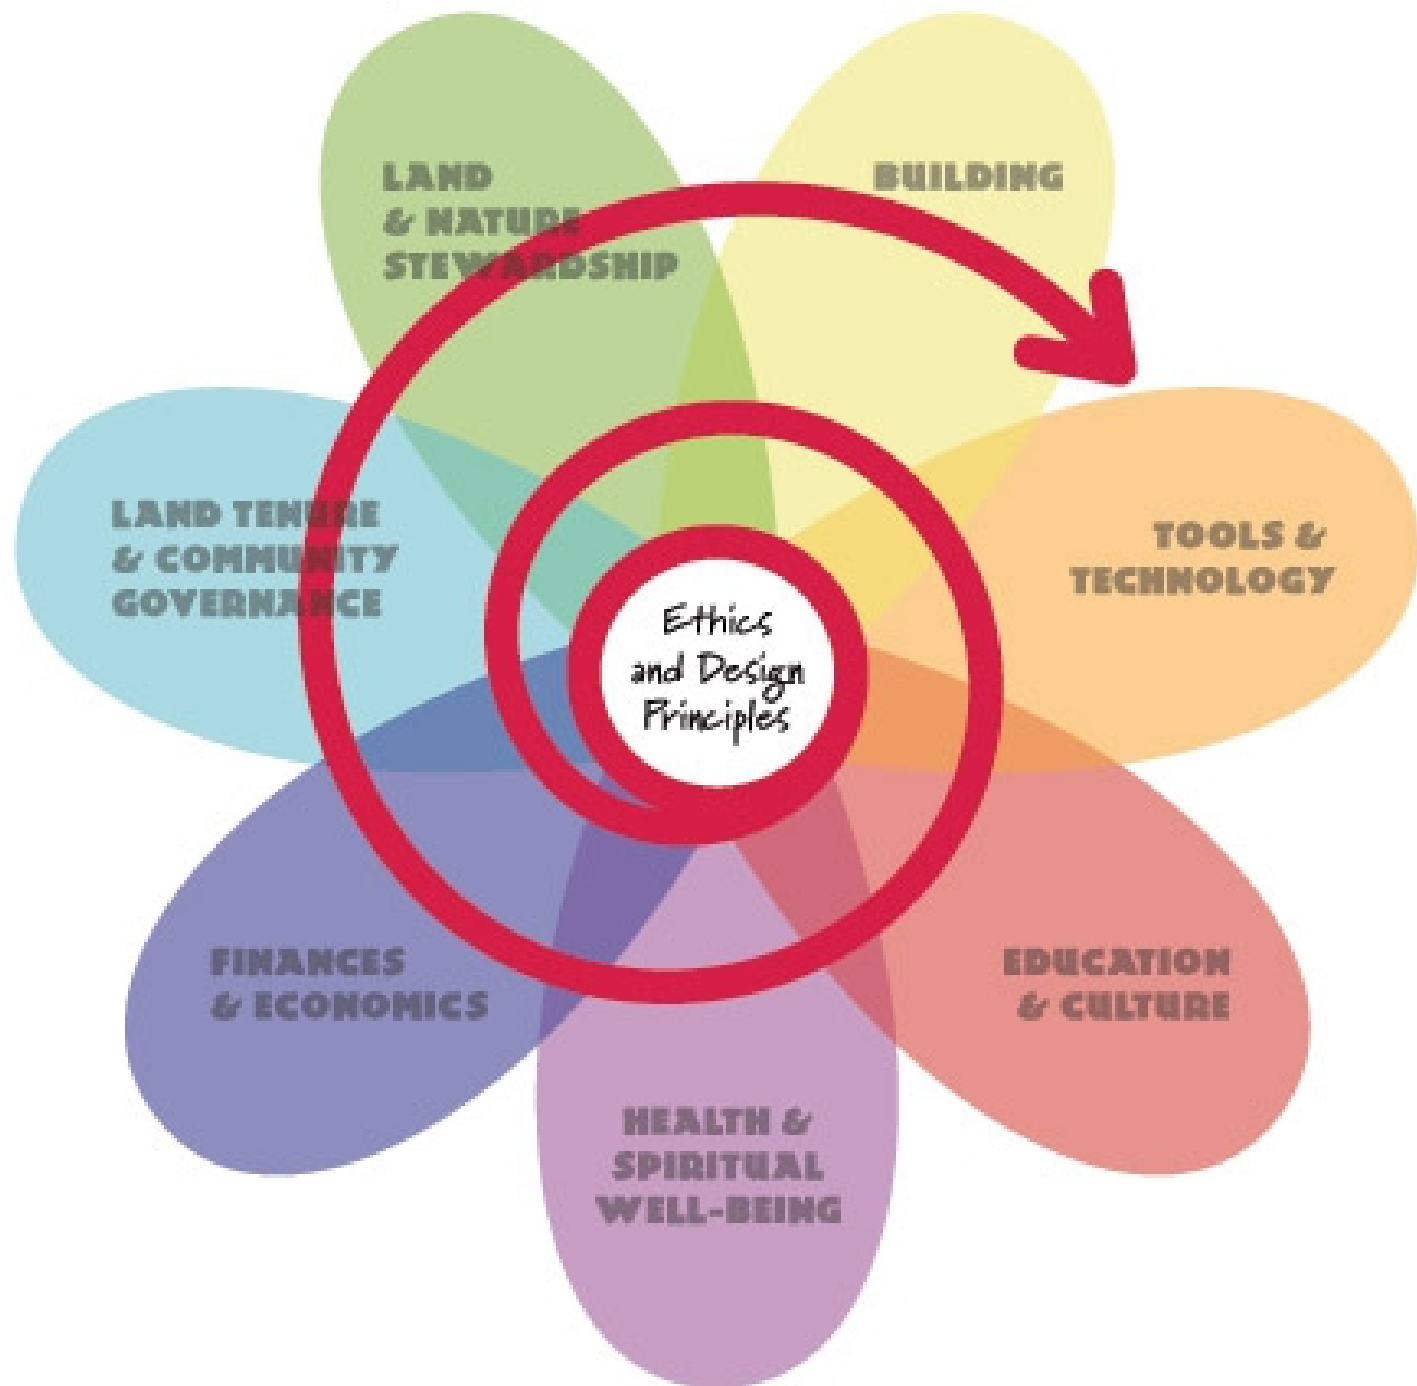 LAND
& NATURE
STEWARDSHIP
BUILDING
TOOLS &
TECHNOLOGY
EDUCATION
& CULTURE
HEALTH &
SPIRITUAL
WELL-BEING
FINANCES
& ECONOMICS
LAND TENURE
& COMMUNITY
GOVERNANCE
Ethics
and Design
Principles